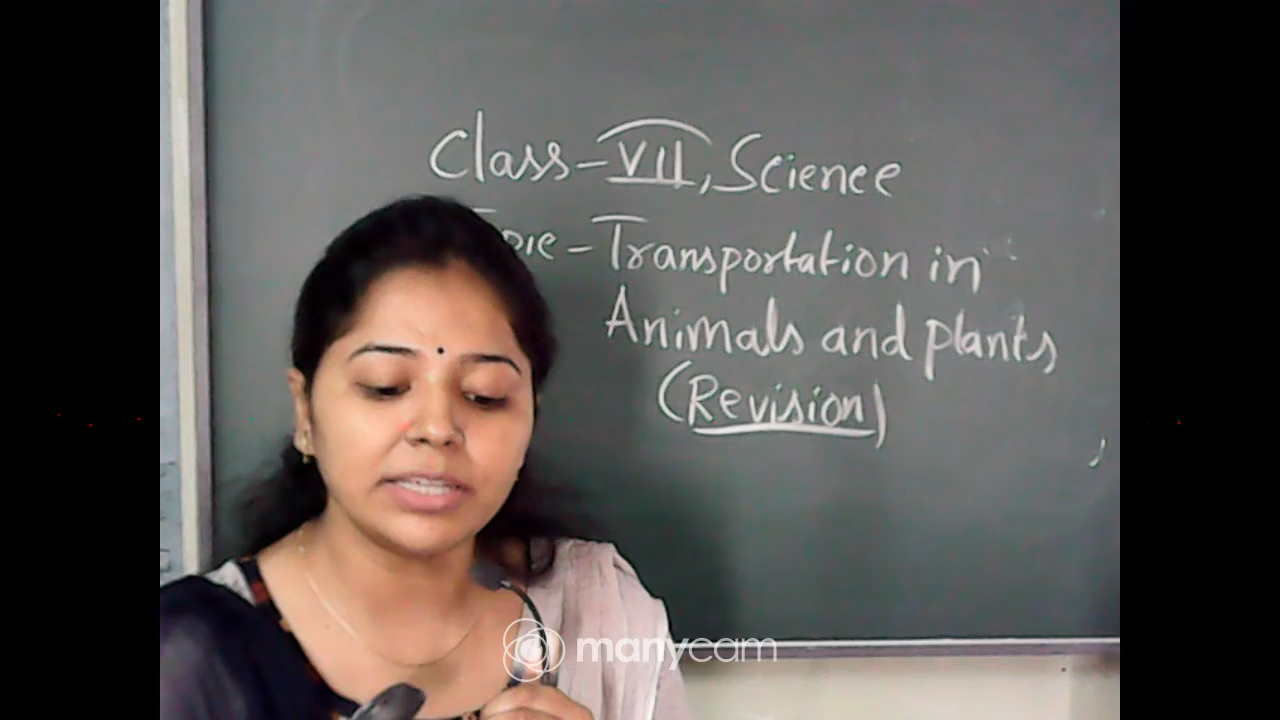 Class-VII, Science
- Transportation in
Animals and plants
(Revision)
manycam